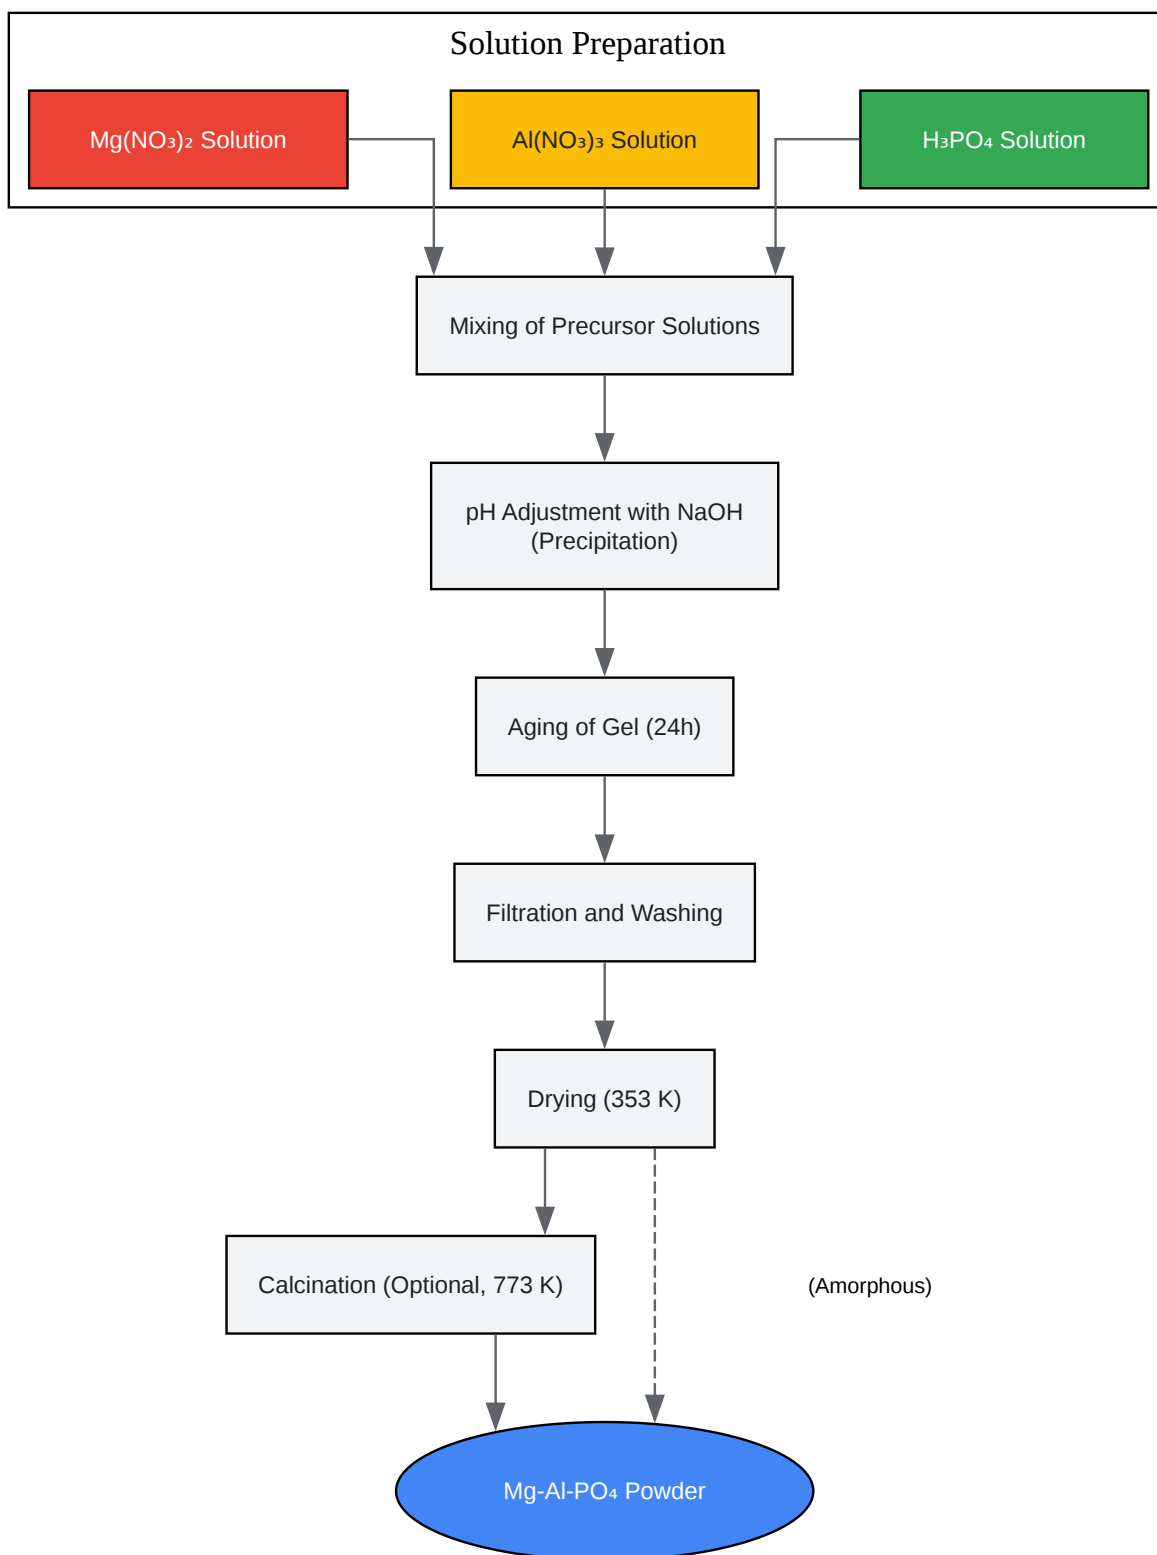 Solution Preparation
Mg(NO₃)₂ Solution
Al(NO₃)₃ Solution
H₃PO₄ Solution
Mixing of Precursor Solutions
pH Adjustment with NaOH
(Precipitation)
Aging of Gel (24h)
Filtration and Washing
Drying (353 K)
Calcination (Optional, 773 K)
(Amorphous)
Mg-Al-PO₄ Powder